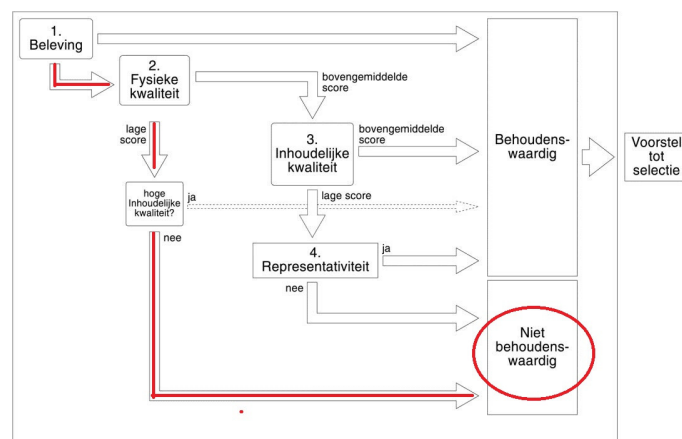 1.
Beleving
2.
Fysieke
kwaliteit
bovengemiddelde
score
lage
score
3.
Inhoudelijke
kwaliteit
bovengemiddelde
score
Behoudens-
waardig
Voorstel
tot
selectie
hoge
Inhoudelijke
kwaliteit?
ja
nee
lage score
4.
Representativiteit
ja
nee
Niet
behoudens-
waardig